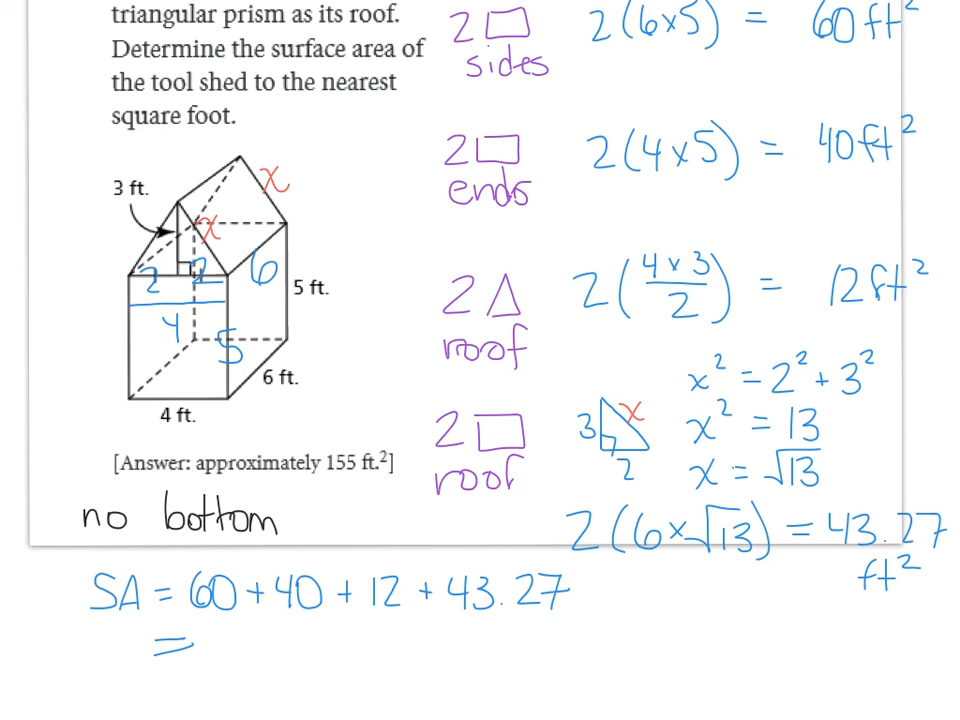 triangular prism as its roof.
Determine the surface area of
the tool shed to the nearest
square foot.
3 ft.
x
x
2 2 6
4
5
5 ft.
6 ft.
4 ft.
[Answer: approximately 155 ft.²]
no bottom
2 sides 2(6×5) = 60 ft²
2 ends 2(4×5) = 40 ft²
2 roof 2(4×3/2) = 12 ft²
x² = 2² + 3²
3 x 2 x² = 13
x = √13
2 roof
2(6×√13) = 43.27
ft²
SA = 60 + 40 + 12 + 43.27
=